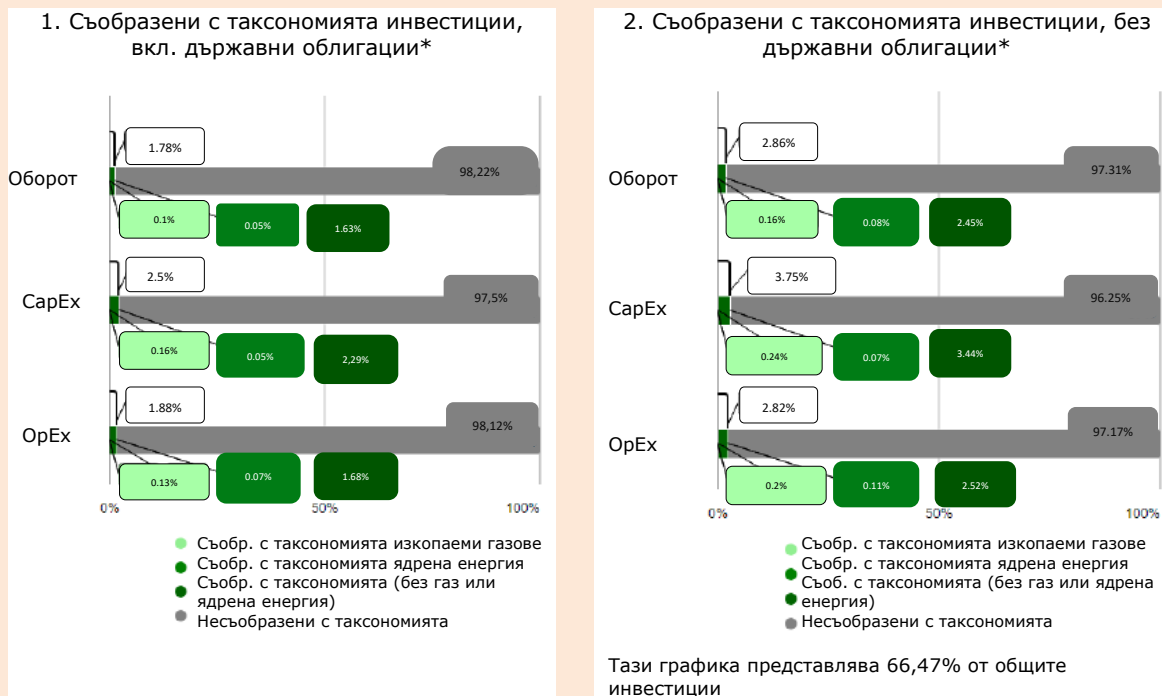 1. Съобразени с таксономията инвестиции,
вкл. държавни облигации*
1.78%
Оборот
98,22%
0.1%
0.05%
1.63%
2.5%
CapEx
97,5%
0.16%
0.05%
2,29%
1.88%
OpEx
98,12%
0.13%
0.07%
1.68%
0%
50%
100%
Съобр. с таксономията изкопаеми газове
Съобр. с таксономията ядрена енергия
Съобр. с таксономията (без газ или
ядрена енергия)
Несъобразени с таксономията
2. Съобразени с таксономията инвестиции, без
държавни облигации*
2.86%
Оборот
97.31%
0.16%
0.08%
2.45%
3.75%
CapEx
96.25%
0.24%
0.07%
3.44%
2.82%
OpEx
97.17%
0.2%
0.11%
2.52%
0%
50%
100%
Съобр. с таксономията изкопаеми газове
Съобр. с таксономията ядрена енергия
Съоб. с таксономията (без газ или ядрена
енергия)
Несъобразени с таксономията
Тази графика представлява 66,47% от общите
инвестиции